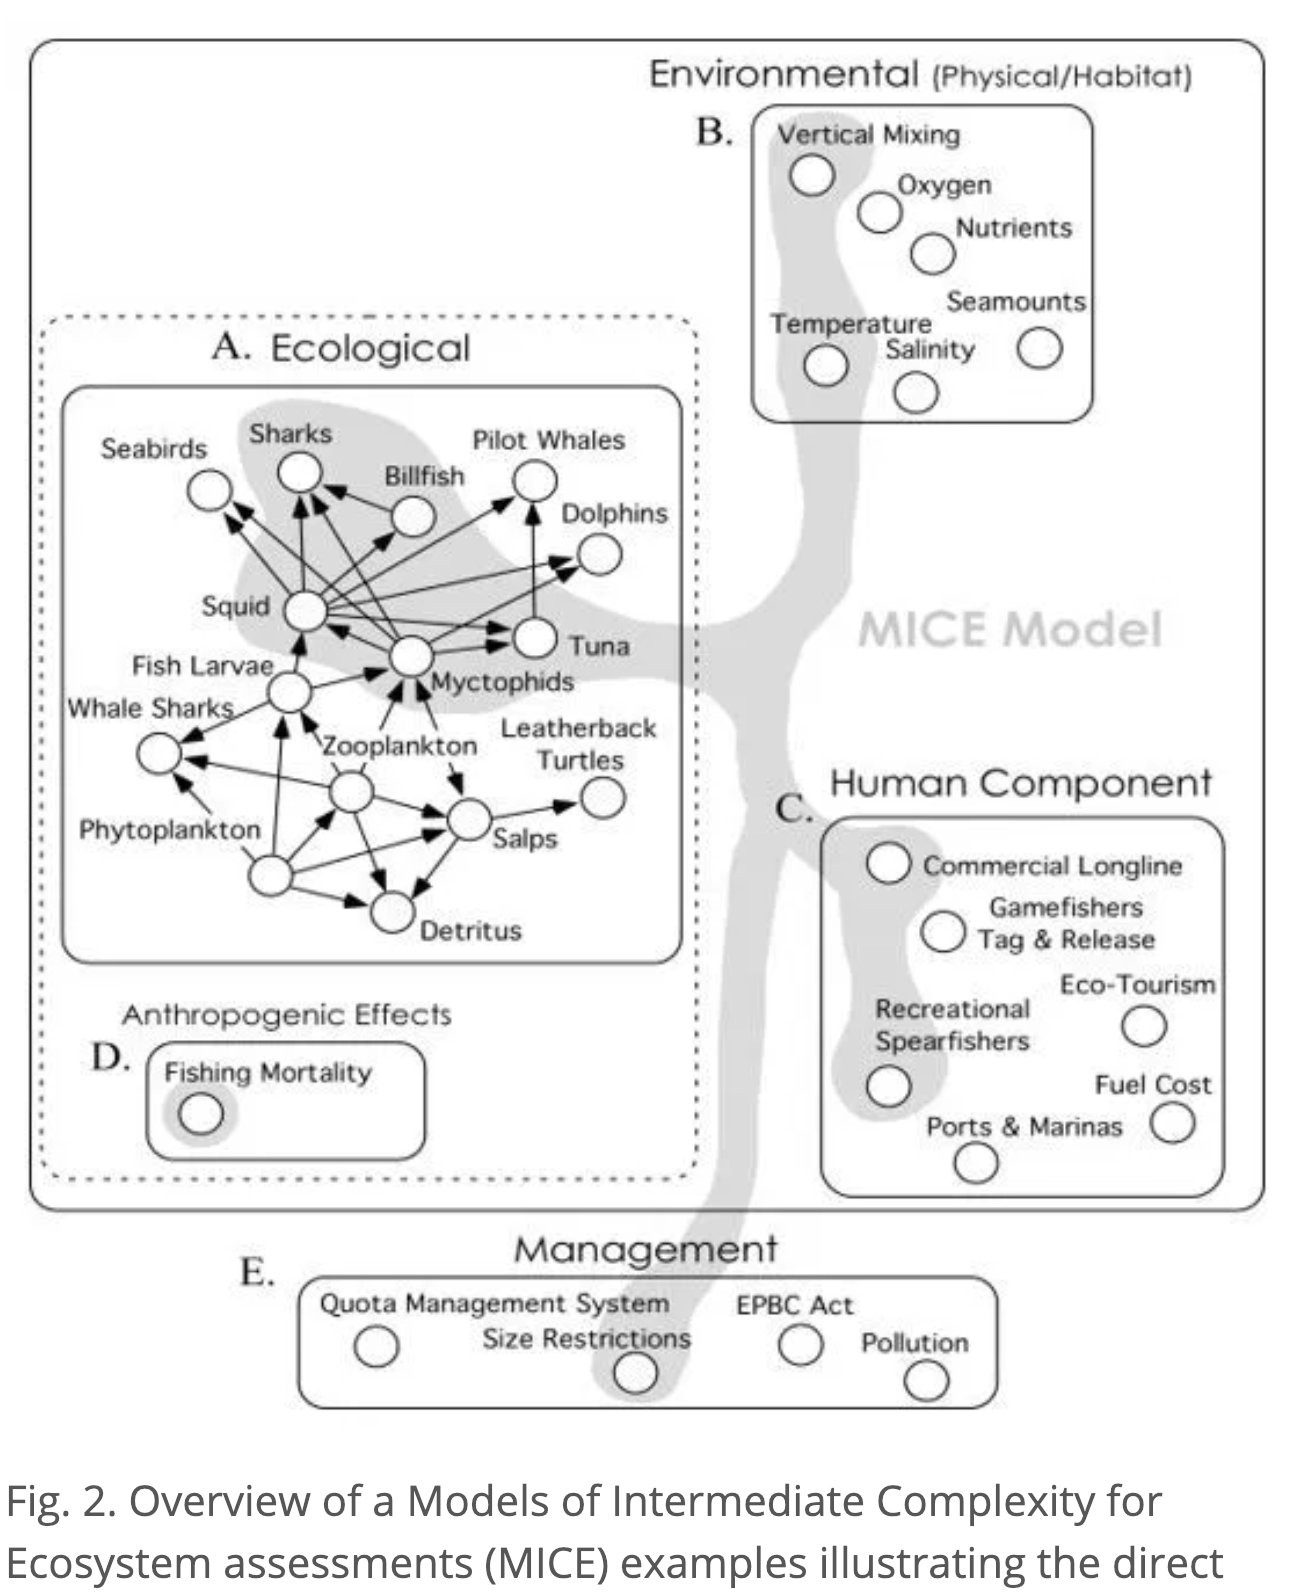 Environmental (Physical/Habitat)
B.
Vertical Mixing
Oxygen
Nutrients
Seamounts
Temperature
Salinity
A. Ecological
Sharks
Pilot Whales
Seabirds
Billfish
Dolphins
Squid
MICE Model
Tuna
Fish Larvae
Myctophids
Whale Sharks
Leatherback
Turtles
Zooplankton
Phytoplankton
Salps
Detritus
Human Component
C.
Commercial Longline
Gamefishers
Tag & Release
Eco-Tourism
Recreational
Spearfishers
Fuel Cost
Ports & Marinas
Anthropogenic Effects
D.
Fishing Mortality
Management
E.
Quota Management System
EPBC Act
Size Restrictions
Pollution
Fig. 2. Overview of a Models of Intermediate Complexity for
Ecosystem assessments (MICE) examples illustrating the direct